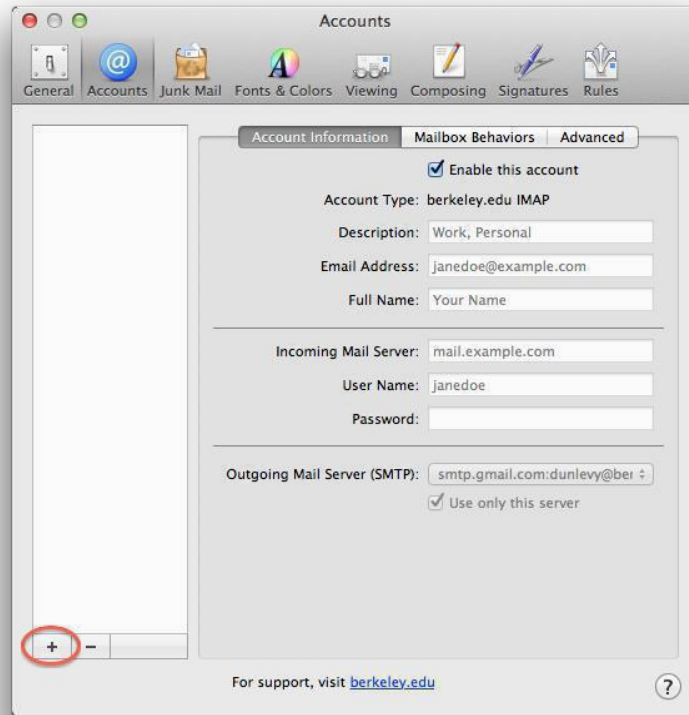 Accounts
General Accounts Junk Mail Fonts & Colors Viewing Composing Signatures Rules
Account Information Mailbox Behaviors Advanced
Enable this account
Account Type: berkeley.edu IMAP
Description: Work, Personal
Email Address: janedoe@example.com
Full Name: Your Name
Incoming Mail Server: mail.example.com
User Name: janedoe
Password:
Outgoing Mail Server (SMTP): smtp.gmail.com:dunlevy@ber
Use only this server
+ −
For support, visit berkeley.edu ?